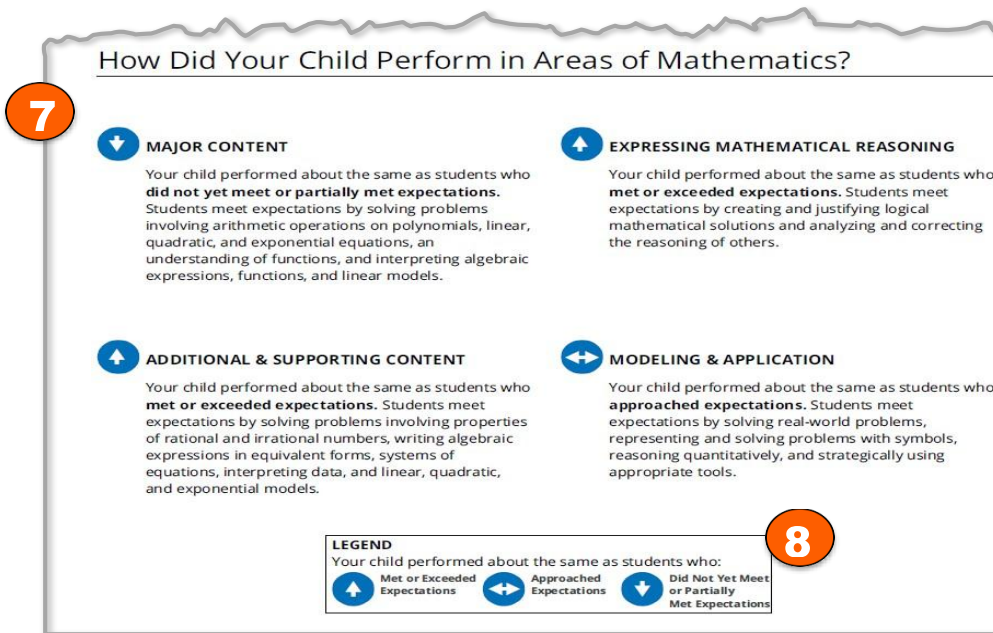 How Did Your Child Perform in Areas of Mathematics?
7
MAJOR CONTENT
Your child performed about the same as students who
did not yet meet or partially met expectations.
Students meet expectations by solving problems
involving arithmetic operations on polynomials, linear,
quadratic, and exponential equations, an
understanding of functions, and interpreting algebraic
expressions, functions, and linear models.
EXPRESSING MATHEMATICAL REASONING
Your child performed about the same as students who
met or exceeded expectations. Students meet
expectations by creating and justifying logical
mathematical solutions and analyzing and correcting
the reasoning of others.
ADDITIONAL & SUPPORTING CONTENT
Your child performed about the same as students who
met or exceeded expectations. Students meet
expectations by solving problems involving properties
of rational and irrational numbers, writing algebraic
expressions in equivalent forms, systems of
equations, interpreting data, and linear, quadratic,
and exponential models.
MODELING & APPLICATION
Your child performed about the same as students who
approached expectations. Students meet
expectations by solving real-world problems,
representing and solving problems with symbols,
reasoning quantitatively, and strategically using
appropriate tools.
8
LEGEND
Your child performed about the same as students who:
Met or Exceeded
Expectations
Approached
Expectations
Did Not Yet Meet
or Partially
Met Expectations